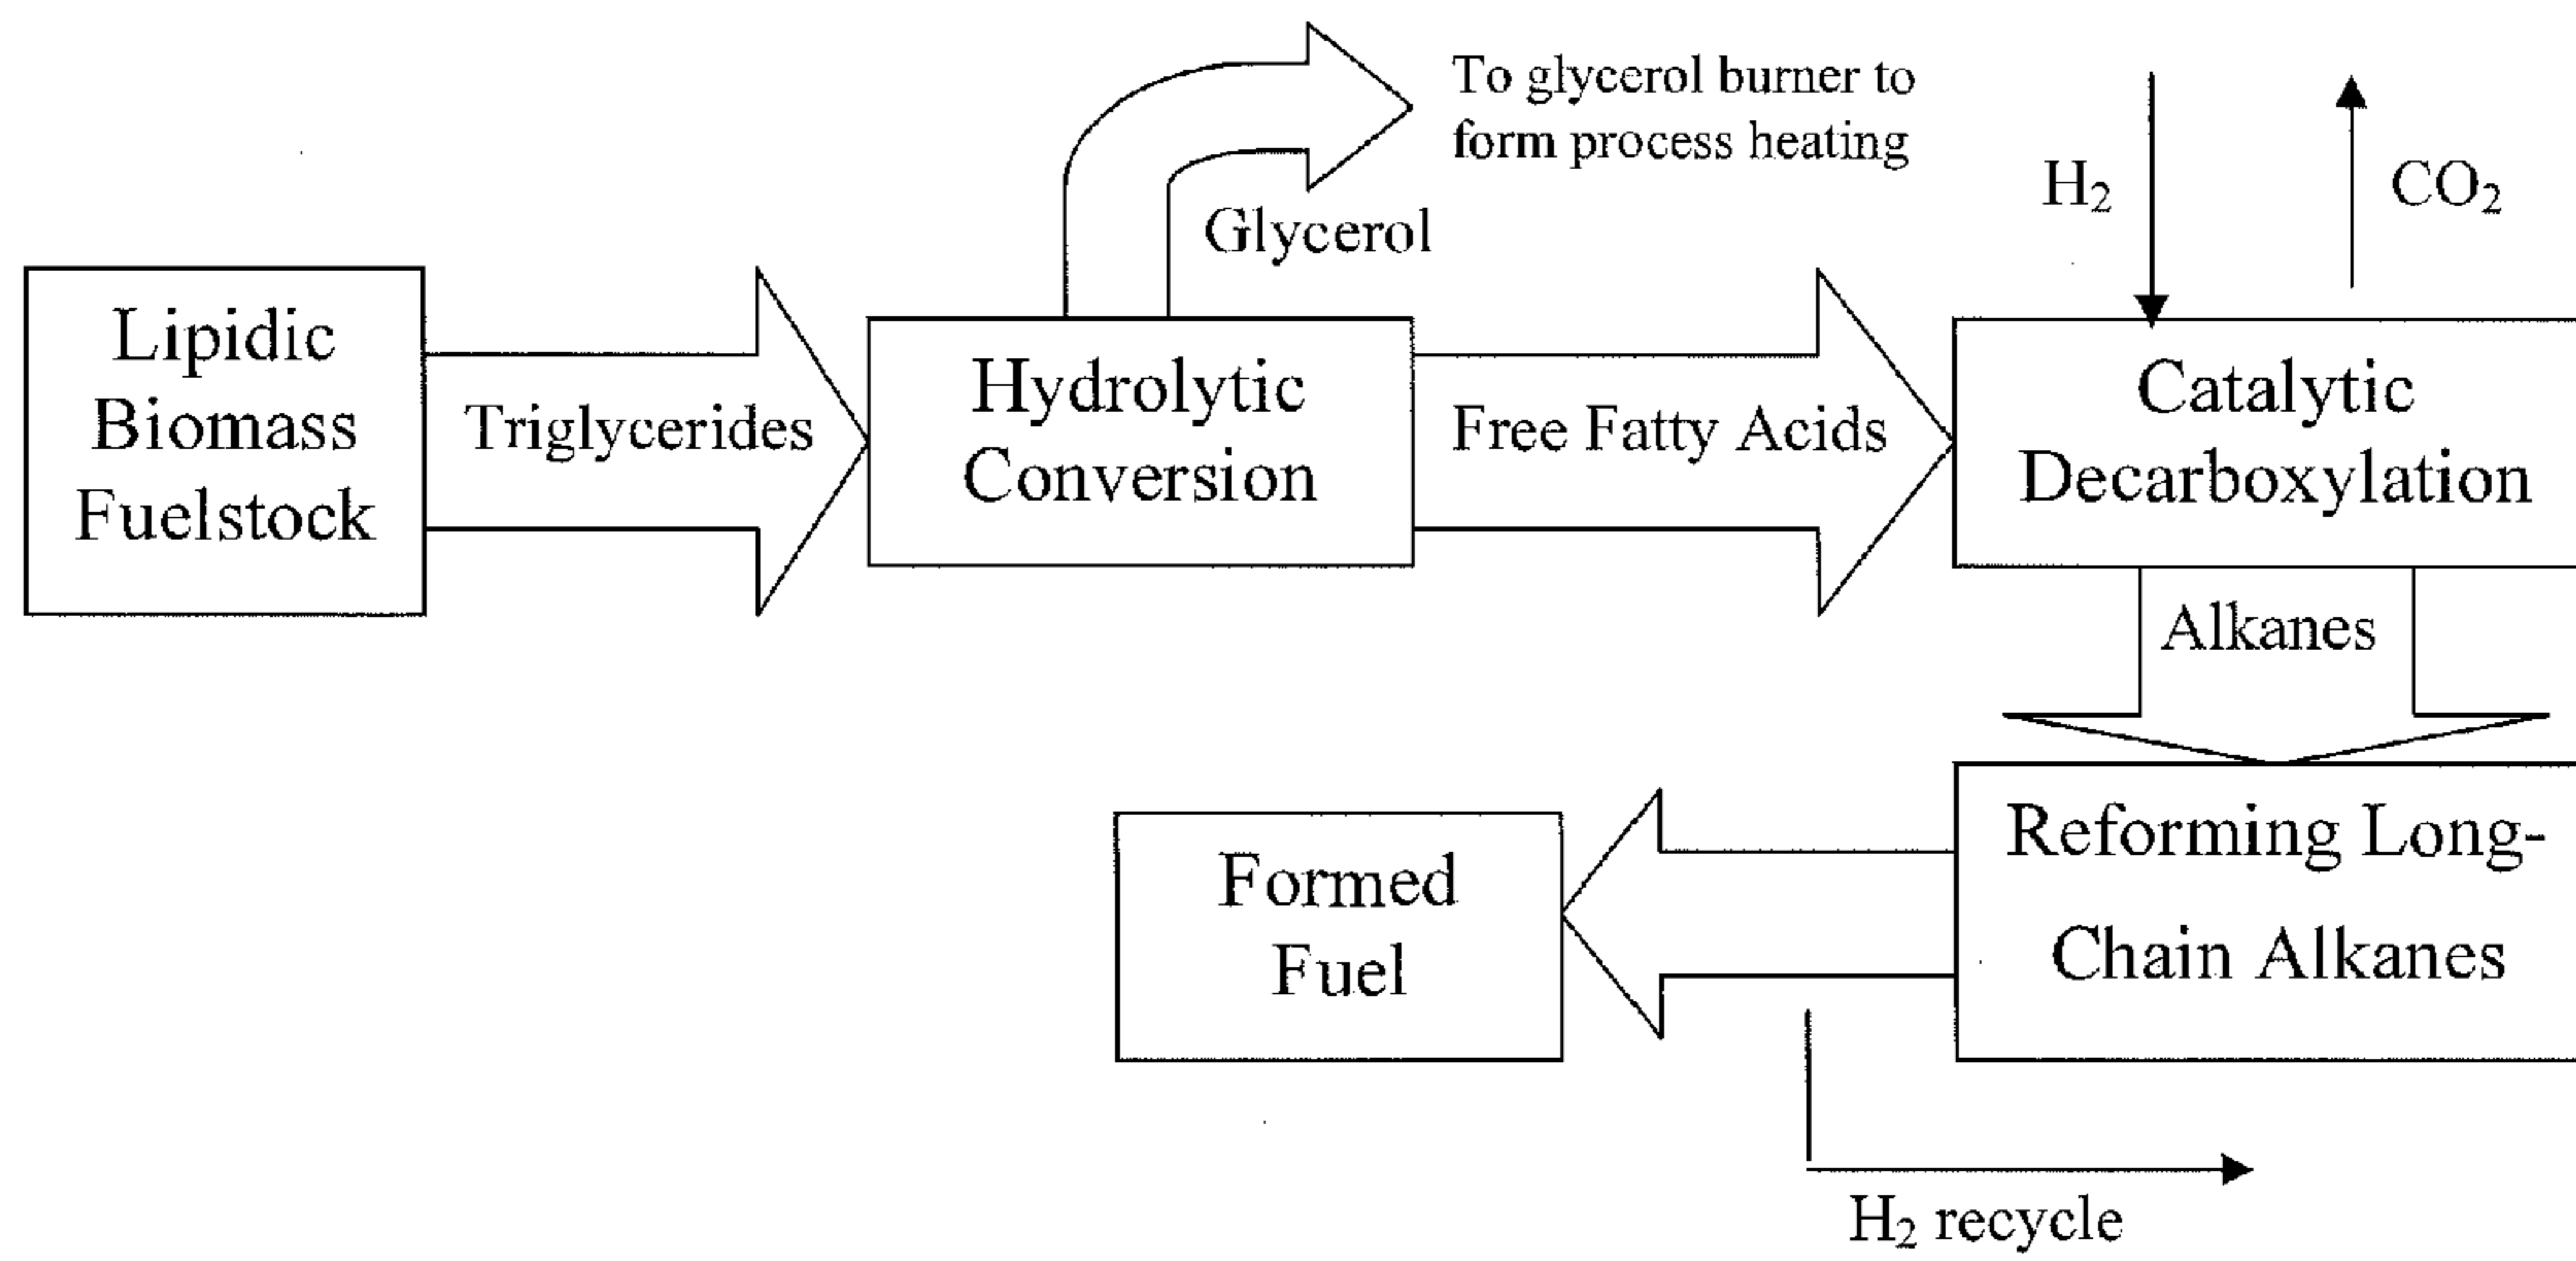 To glycerol burner to
form process heating
Glycerol
H₂
CO₂
Lipidic
Biomass
Fuelstock
Triglycerides
Hydrolytic
Conversion
Free Fatty Acids
Catalytic
Decarboxylation
Alkanes
Reforming Long-
Chain Alkanes
Formed
Fuel
H₂ recycle